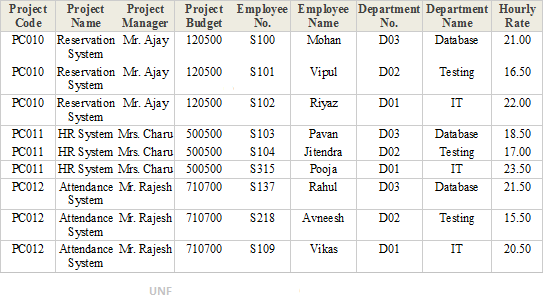 Project Project Project Project Employee Employee Department Department Hourly
Code Name Manager Budget No. Name No. Name Rate
PC010 Reservation Mr. Ajay 120500 S100 Mohan D03 Database 21.00
System
PC010 Reservation Mr. Ajay 120500 S101 Vipul D02 Testing 16.50
System
PC010 Reservation Mr. Ajay 120500 S102 Riyaz D01 IT 22.00
System
PC011 HR System Mrs. Charu 500500 S103 Pavan D03 Database 18.50
PC011 HR System Mrs. Charu 500500 S104 Jitendra D02 Testing 17.00
PC011 HR System Mrs. Charu 500500 S315 Pooja D01 IT 23.50
PC012 Attendance Mr. Rajesh 710700 S137 Rahul D03 Database 21.50
System
PC012 Attendance Mr. Rajesh 710700 S218 Avneesh D02 Testing 15.50
System
PC012 Attendance Mr. Rajesh 710700 S109 Vikas D01 IT 20.50
System
UNF